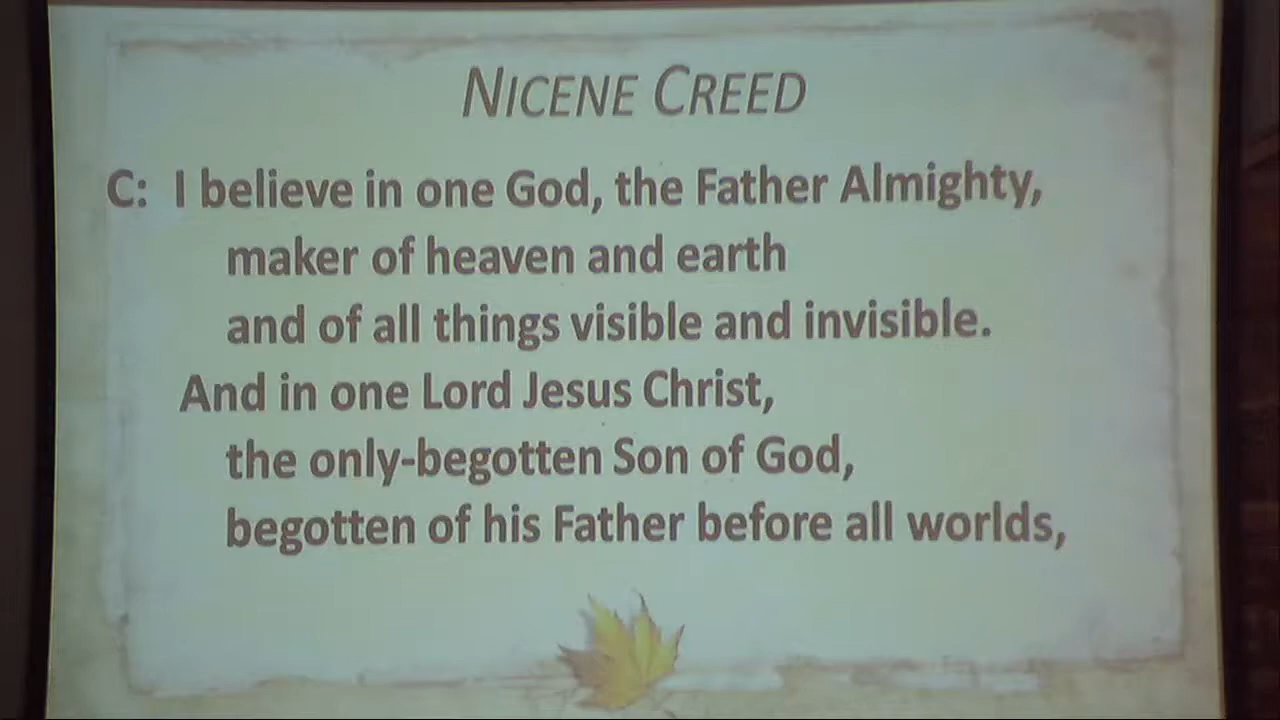 NICENE CREED
C: I believe in one God, the Father Almighty,
maker of heaven and earth
and of all things visible and invisible.
And in one Lord Jesus Christ,
the only-begotten Son of God,
begotten of his Father before all worlds,